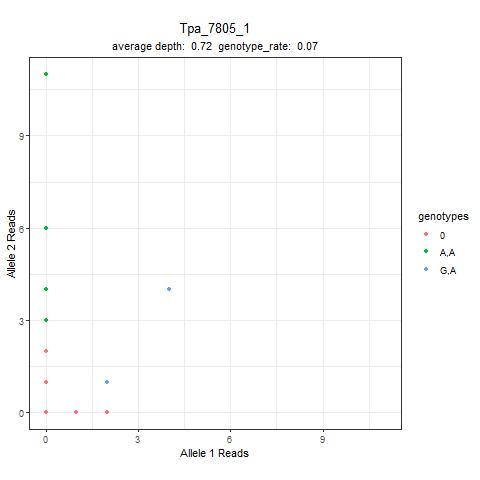 Tpa_7805_1
average depth:  0.72  genotype_rate:  0.07
9
6
3
0
Allele 2 Reads
0
3
6
9
Allele 1 Reads
genotypes
0
A,A
G,A